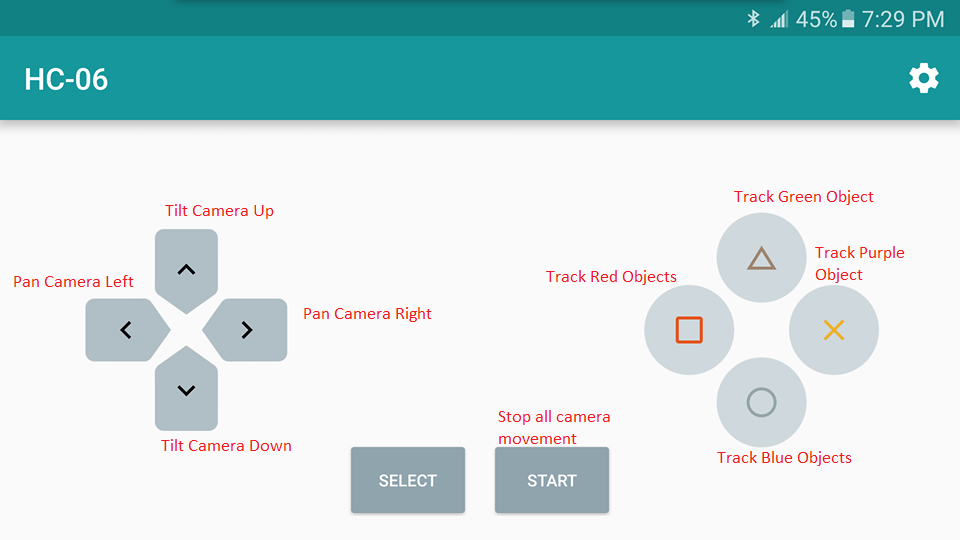 45% 7:29 PM
HC-06
Track Green Object
Tilt Camera Up
Track Purple
Object
Track Red Objects
Pan Camera Left
Pan Camera Right
Stop all camera
movement
Tilt Camera Down
Track Blue Objects
SELECT
START